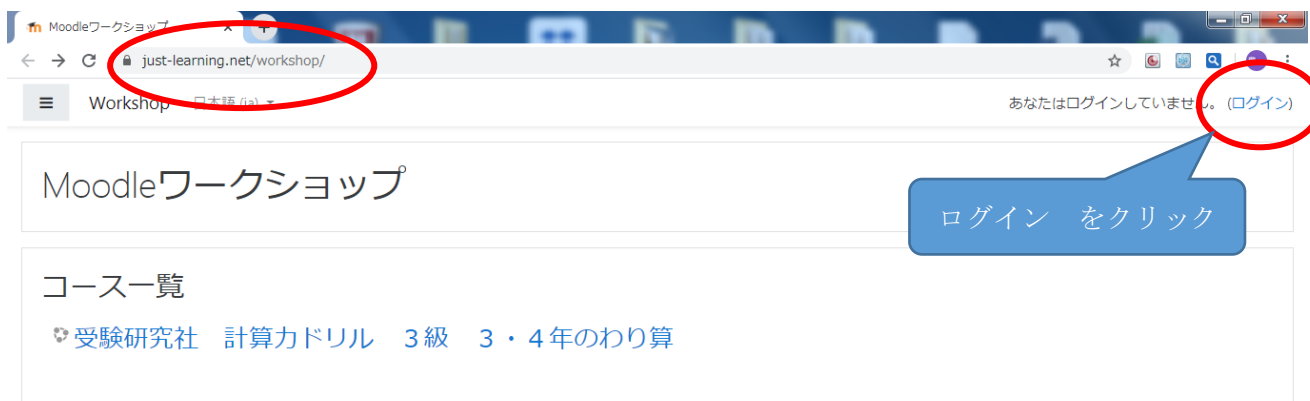 Moodleワークショップ
just-learning.net/workshop/
Workshop 日本語 (ja)
あなたはログインしていません。(ログイン)
Moodleワークショップ
ログイン　をクリック
コース一覧
受験研究社　計算力ドリル　３級　３・４年のわり算